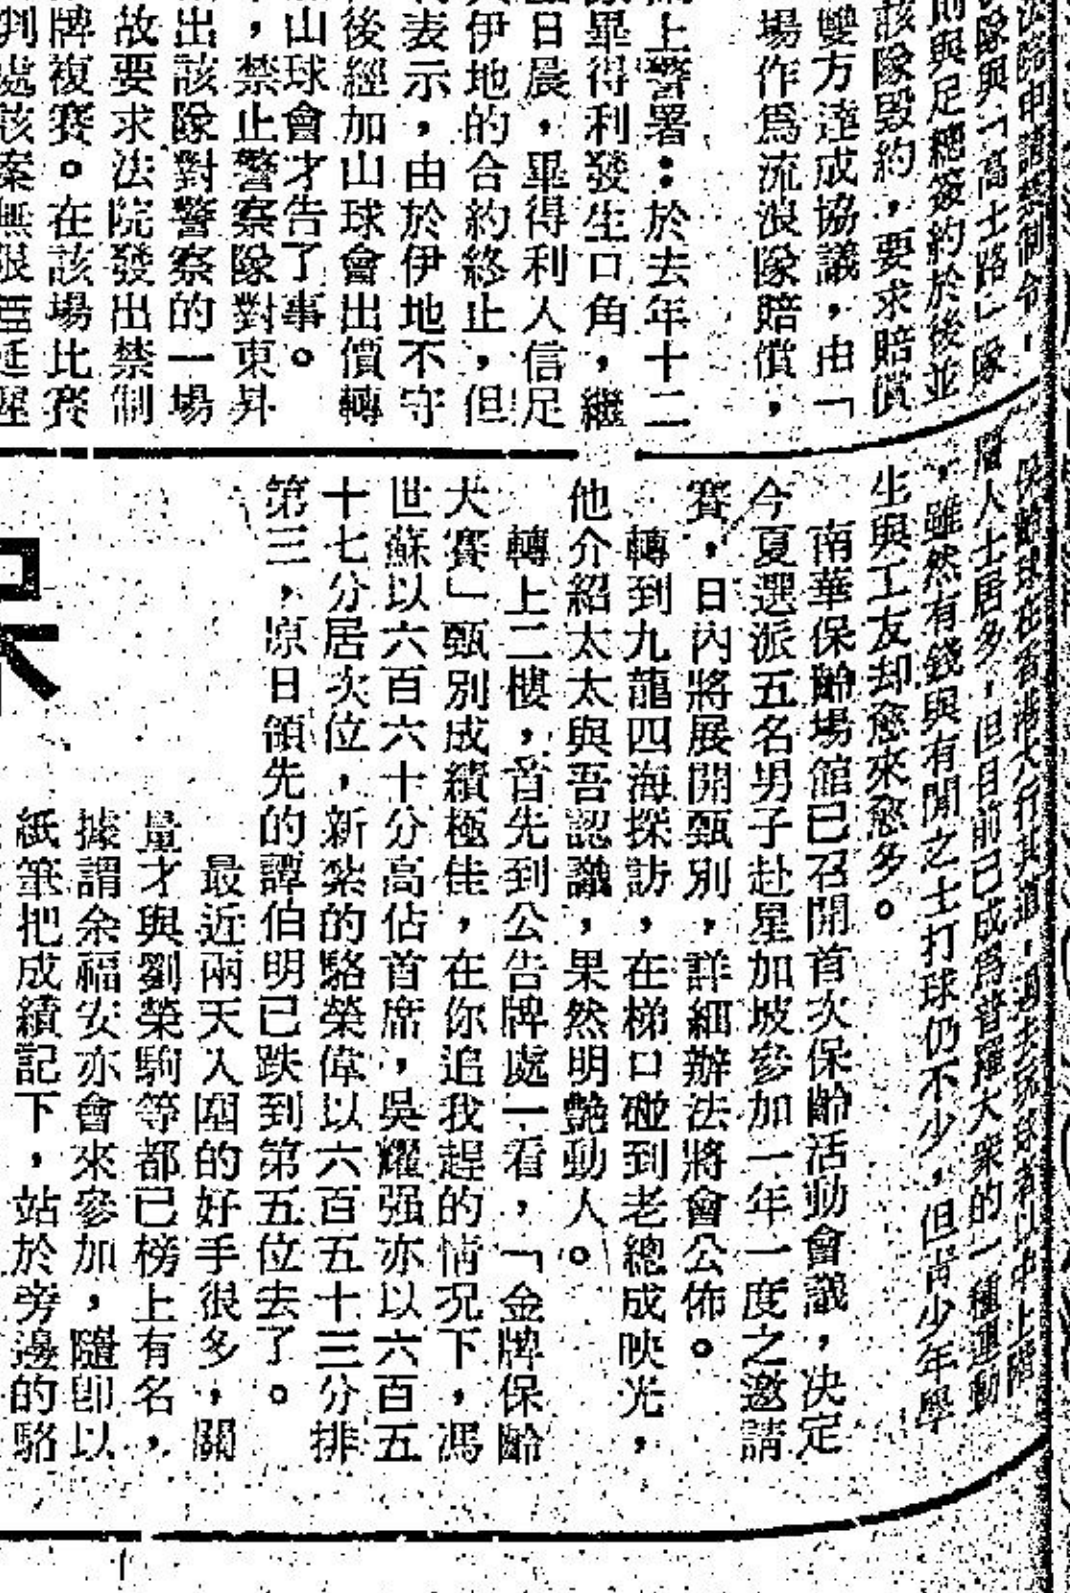 法院申請禁制令，
隊與「高士路」隊
則與足總簽約於後並
該隊毀約，要求賠償
雙方達成協議，由「
場作為流浪隊賠償，
上警署：於去年十二
畢得利發生口角，繼
日晨，畢得利人信足
伊地的合約終止，但
表示，由於伊地不守
後經加山球會出價轉
山球會才告了事。
，禁止警察隊對東昇
出該隊對警察的一場
故要求法院發出禁制
牌複賽。在該場比賽
判處該案無限
保齡球在香港大行其道，過去玩球者以中上階
層人士居多，但目前已成為普羅大衆的一種運動
，雖然有錢與有閒之士打球仍不少，但青少年學
生與工友却愈來愈多。
南華保齡場館已召開首次保齡活動會議，決定
今夏選派五名男子赴星加坡參加一年一度之邀請
賽，日內將展開甄別，詳細辦法將會公佈。
轉到九龍四海探訪，在梯口碰到老總成映光，
他介紹太太與吾認識，果然明艷動人。
轉上二樓，首先到公告牌處一看，「金牌保齡
大賽」甄別成績極佳，在你追我趕的情況下，馮
世蘇以六百六十分高佔首席，吳耀强亦以六百五
十七分居次位，新紮的駱榮偉以六百五十三分排
第三，原日領先的譚伯明已跌到第五位去了。
最近兩天入圍的好手很多，關
量才與劉榮駒等都已榜上有名，
據謂余福安亦會來參加，隨卽以
紙筆把成績記下，站於旁邊的駱